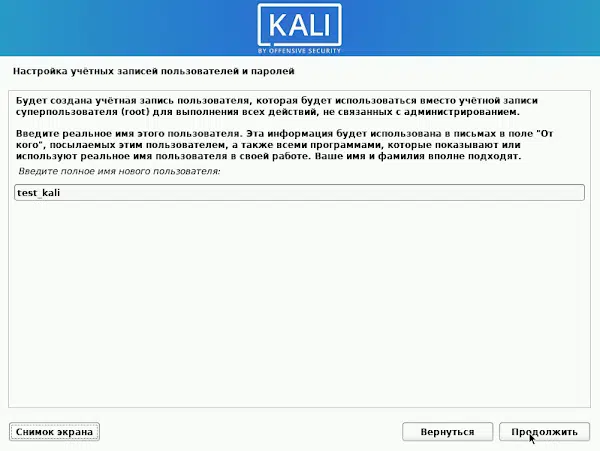 KALI
BY OFFENSIVE SECURITY
Настройка учётных записей пользователей и паролей
Будет создана учётная запись пользователя, которая будет использоваться вместо учётной записи
суперпользователя (root) для выполнения всех действий, не связанных с администрированием.
Введите реальное имя этого пользователя. Эта информация будет использована в письмах в поле "От
кого", посылаемых этим пользователем, а также всеми программами, которые показывают или
используют реальное имя пользователя в своей работе. Ваше имя и фамилия вполне подходят.
Введите полное имя нового пользователя:
test_kali
Снимок экрана
Вернуться
Продолжить